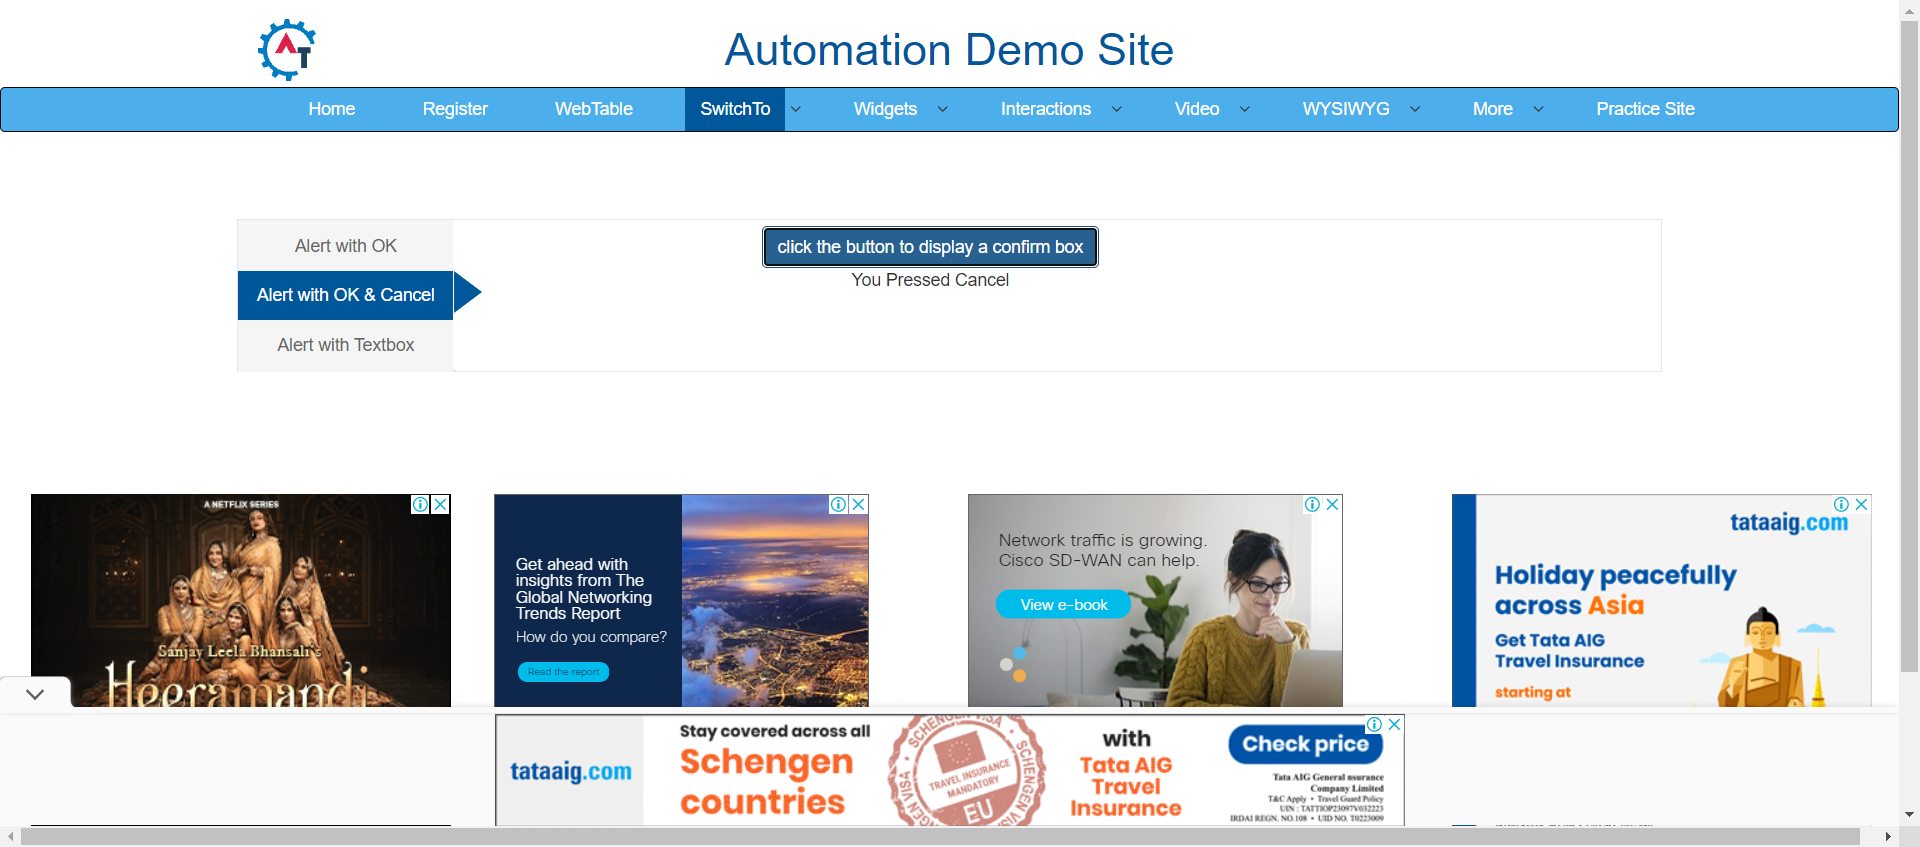 AT
Automation Demo Site
Home Register WebTable SwitchTo Widgets Interactions Video WYSIWYG More Practice Site
Alert with OK
Alert with OK & Cancel
Alert with Textbox
click the button to display a confirm box
You Pressed Cancel
A NETFLIX SERIES
Sanjay Leela Bhansali's
Heeramandi
Get ahead with
insights from The
Global Networking
Trends Report
How do you compare?
Read the report
Network traffic is growing.
Cisco SD-WAN can help.
View e-book
tataaig.com
Holiday peacefully
across Asia
Get Tata AIG
Travel Insurance
starting at
tataaig.com
Stay covered across all
Schengen
countries
SCHENGEN VISA
TRAVEL INSURANCE
MANDATORY
EU
with
Tata AIG
Travel
Insurance
Check price
Tata AIG General nsurance
Company Limited
T&C Apply • Travel Guard Policy
UIN : TATTIOP23097V032223
IRDAI REGN. NO.108 • UID NO. T0223009